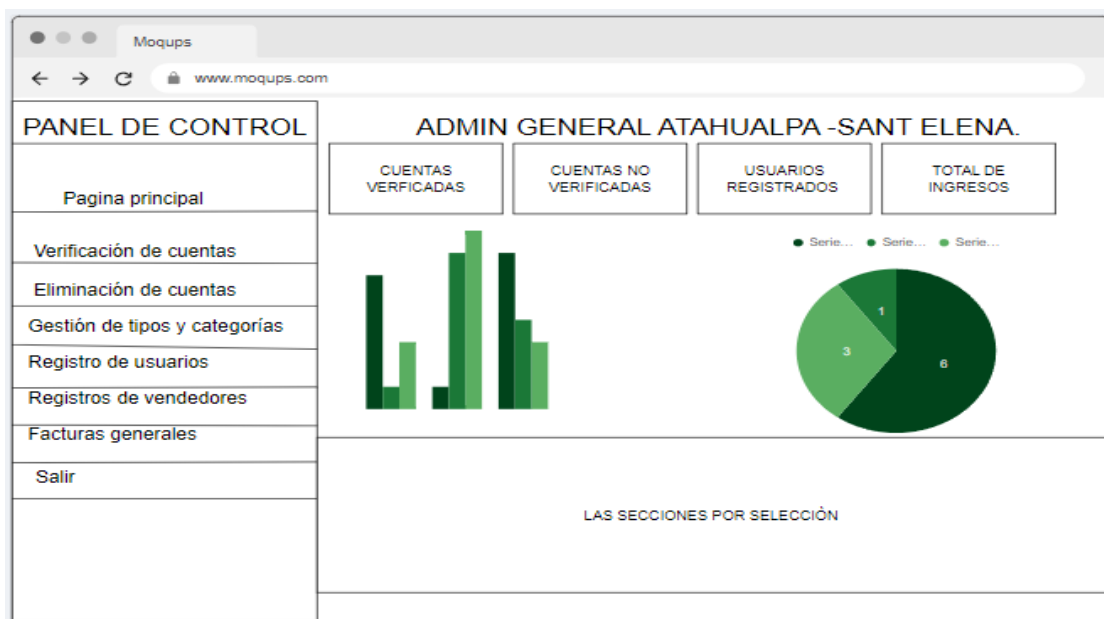 Moqups
www.moqups.com
PANEL DE CONTROL
Pagina principal
Verificación de cuentas
Eliminación de cuentas
Gestión de tipos y categorías
Registro de usuarios
Registros de vendedores
Facturas generales
Salir
ADMIN GENERAL ATAHUALPA -SANT ELENA.
CUENTAS
VERFICADAS
CUENTAS NO
VERIFICADAS
USUARIOS
REGISTRADOS
TOTAL DE
INGRESOS
Serie... Serie... Serie...
1
3
6
LAS SECCIONES POR SELECCIÒN